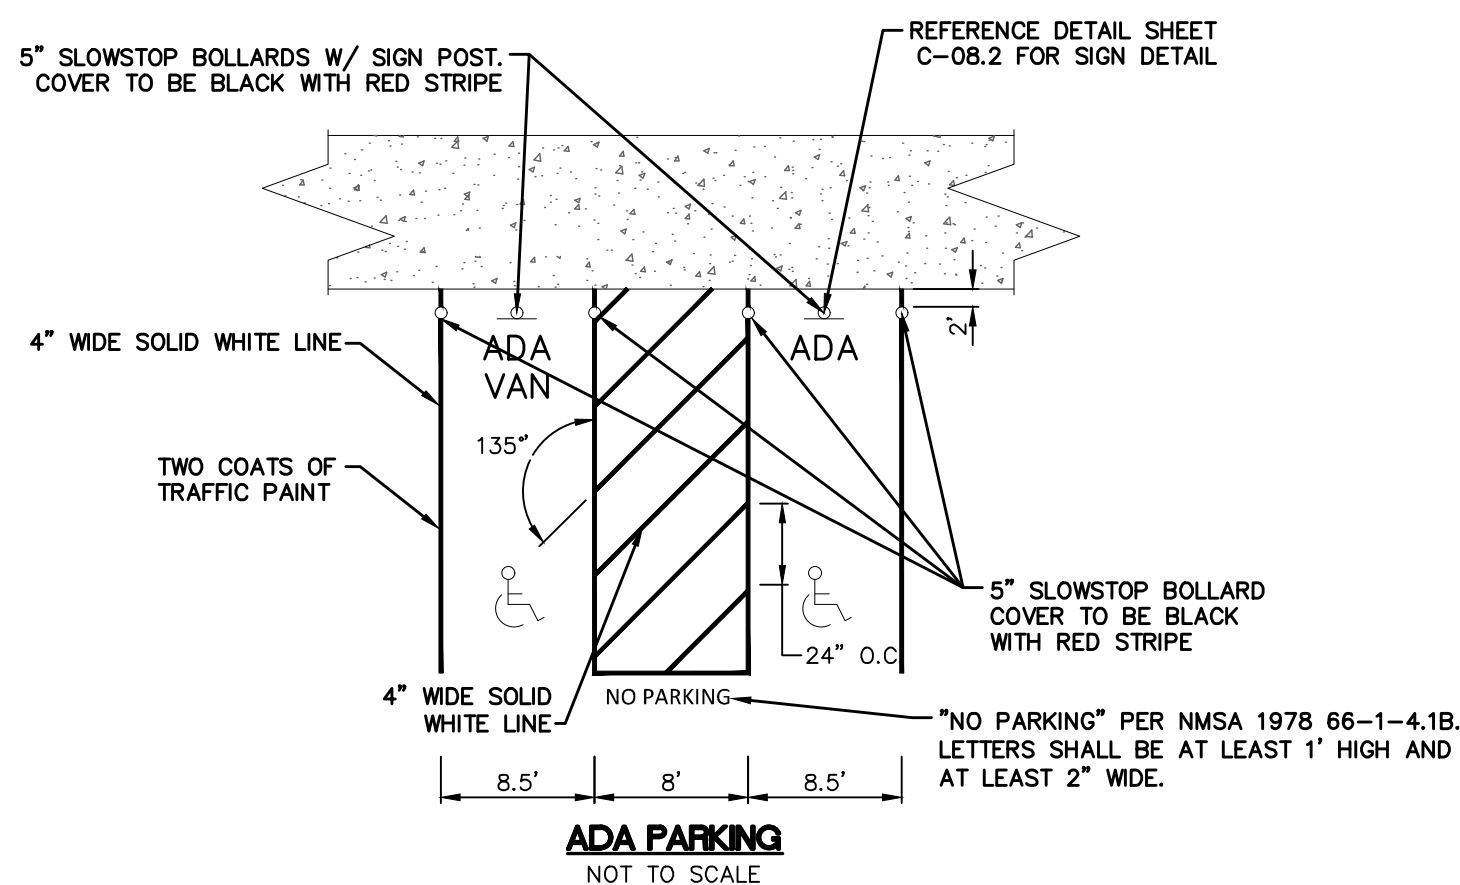 5” SLOWSTOP BOLLARDS W/ SIGN POST.
COVER TO BE BLACK WITH RED STRIPE
REFERENCE DETAIL SHEET
C-08.2 FOR SIGN DETAIL
4” WIDE SOLID WHITE LINE
ADA
VAN
ADA
2'
135°'
TWO COATS OF
TRAFFIC PAINT
5” SLOWSTOP BOLLARD
COVER TO BE BLACK
WITH RED STRIPE
24” O.C
4” WIDE SOLID
WHITE LINE
NO PARKING
”NO PARKING” PER NMSA 1978 66-1-4.1B.
LETTERS SHALL BE AT LEAST 1' HIGH AND
AT LEAST 2” WIDE.
8.5'
8'
8.5'
ADA PARKING
NOT TO SCALE